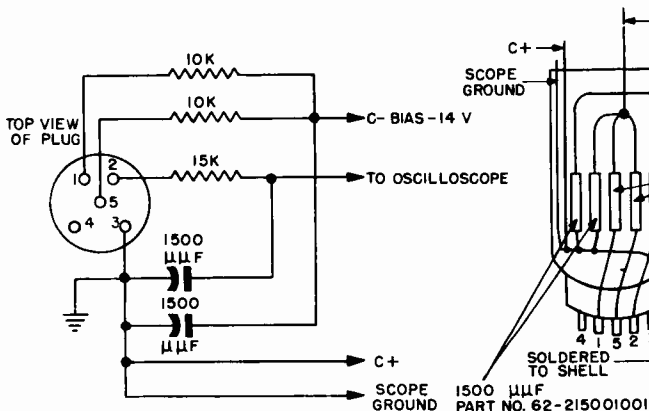 10K
10K
TOP VIEW
OF PLUG
C- BIAS -14 V
15K
TO OSCILLOSCOPE
1
2
5
4
3
1500
μμF
1500
μμF
C+
SCOPE
GROUND
C+
SCOPE
GROUND
4 1 5 2
SOLDERED
TO SHELL
1500 μμF
PART NO. 62-215001001